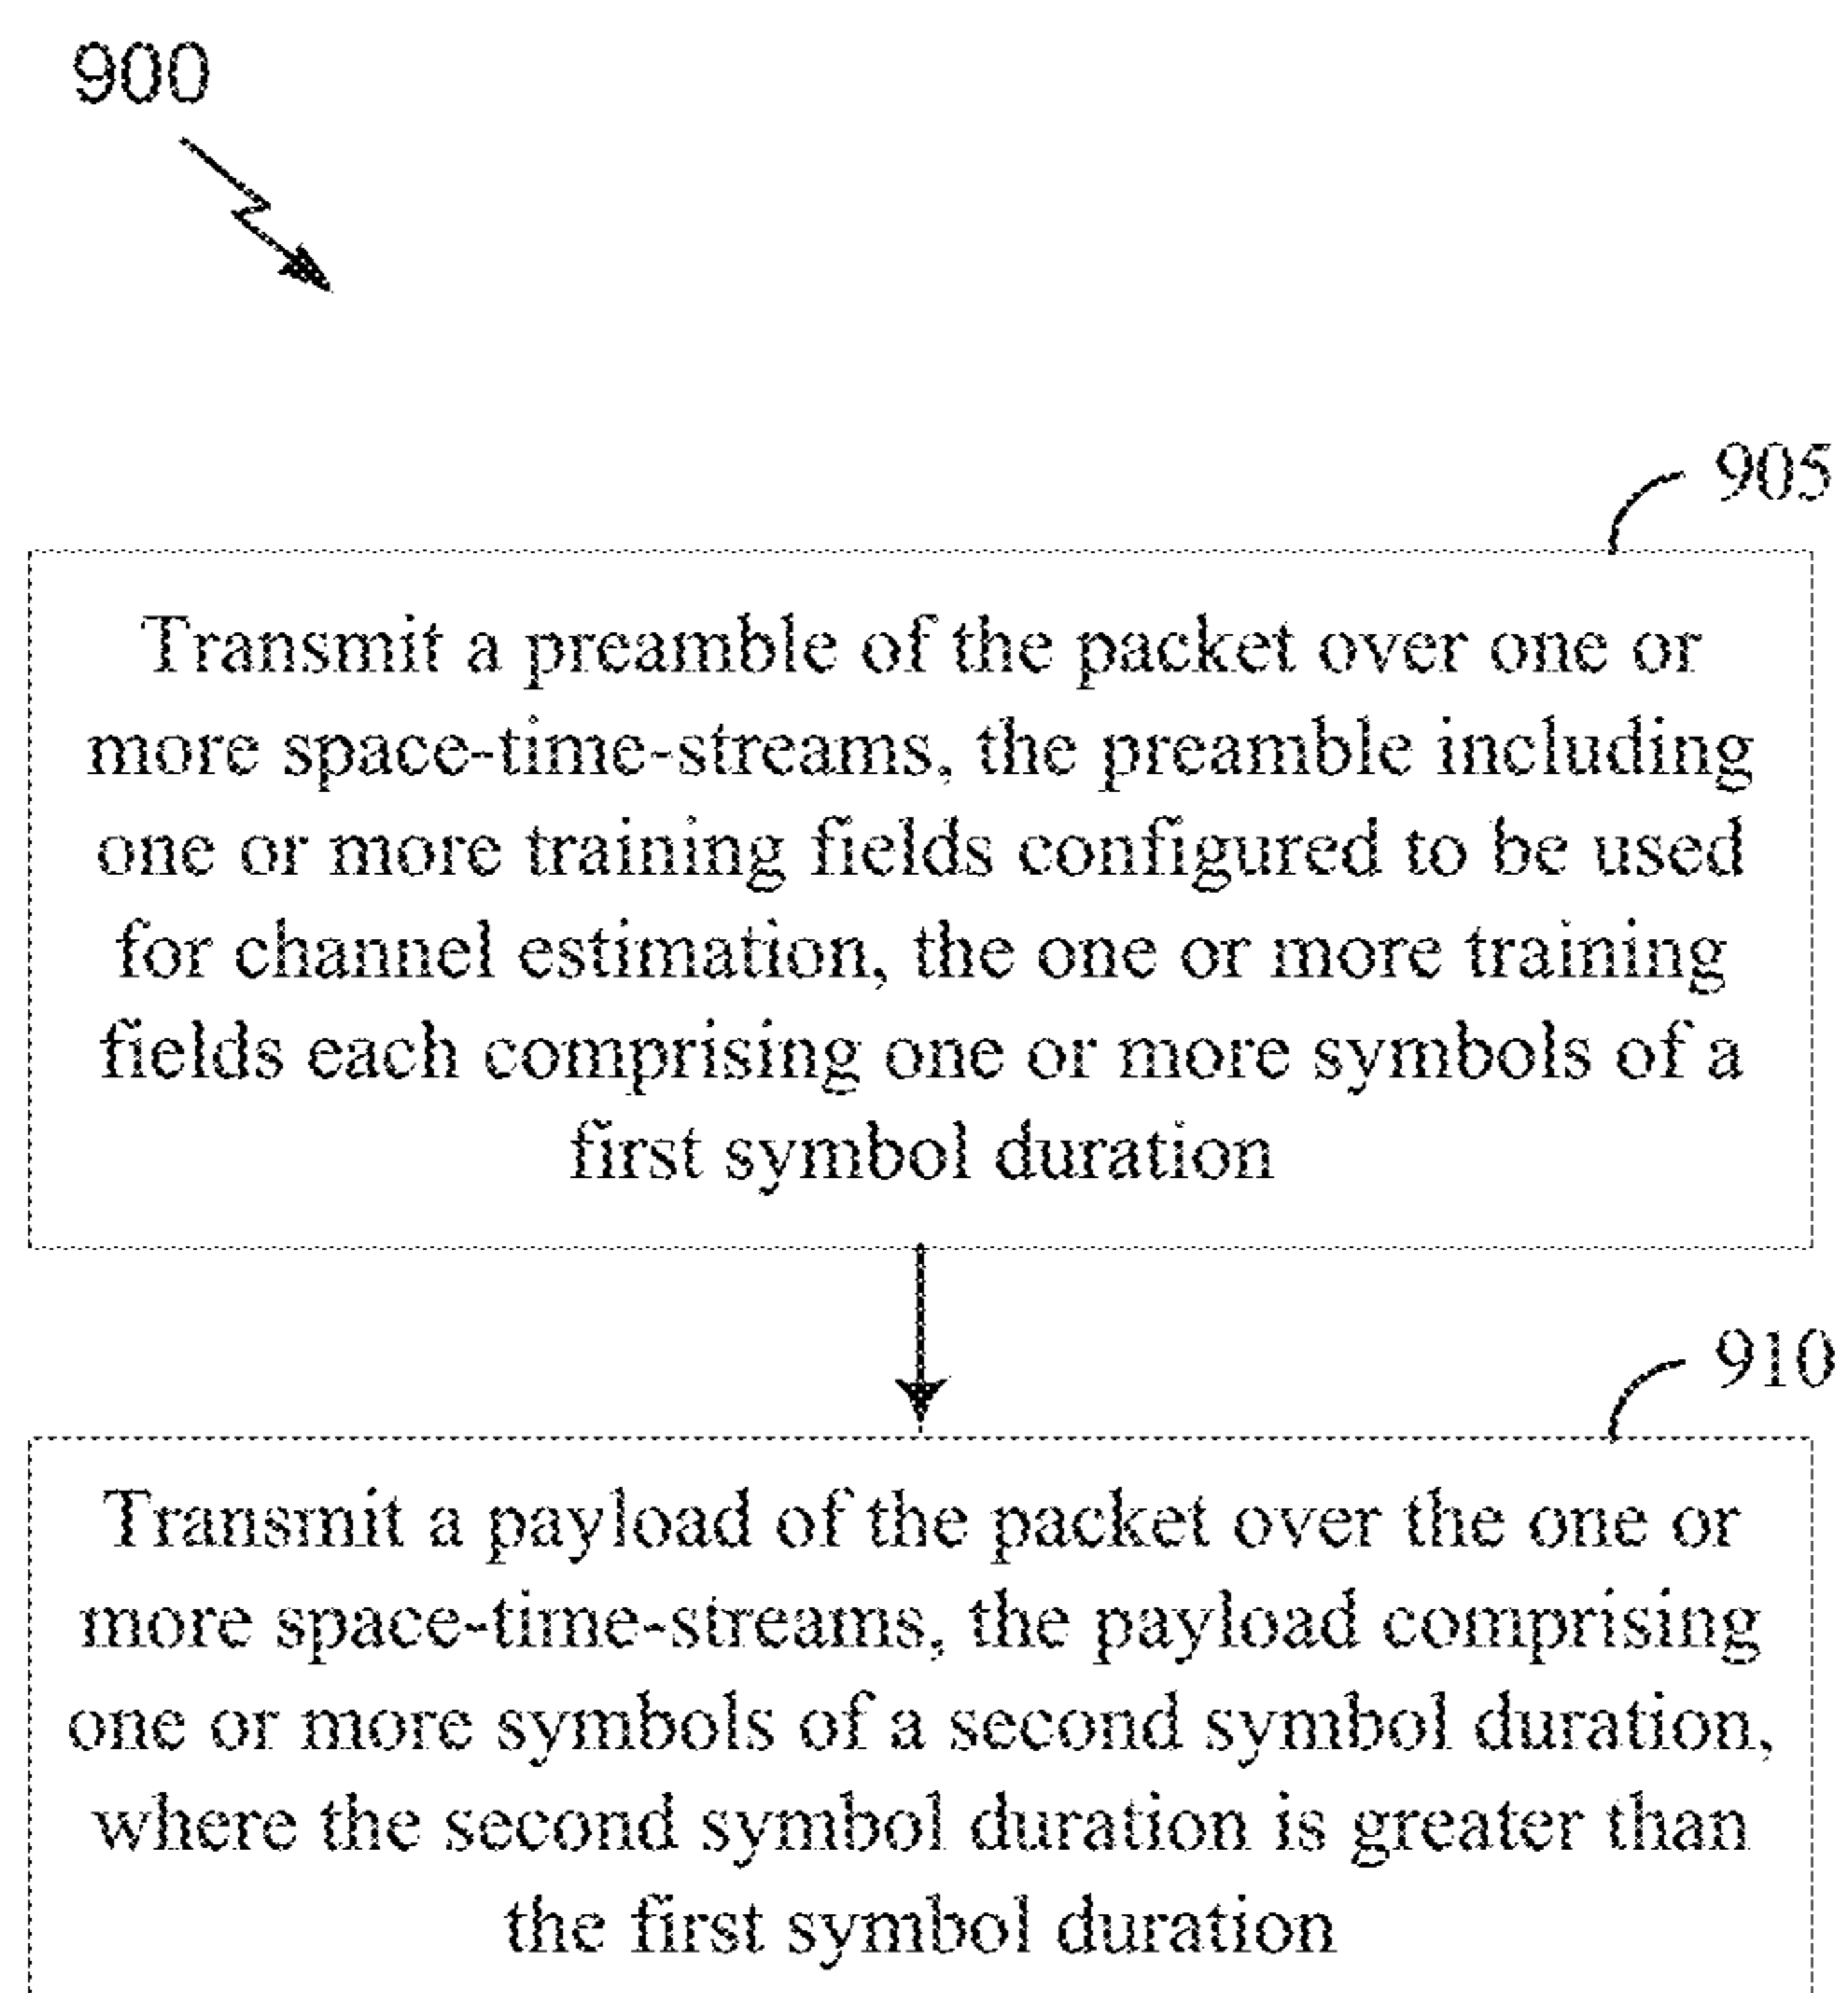 900
905
Transmit a preamble of the packet over one or
more space-time-streams, the preamble including
one or more training fields configured to be used
for channel estimation, the one or more training
fields each comprising one or more symbols of a
first symbol duration
910
Transmit a payload of the packet over the one or
more space-time-streams, the payload comprising
one or more symbols of a second symbol duration,
where the second symbol duration is greater than
the first symbol duration